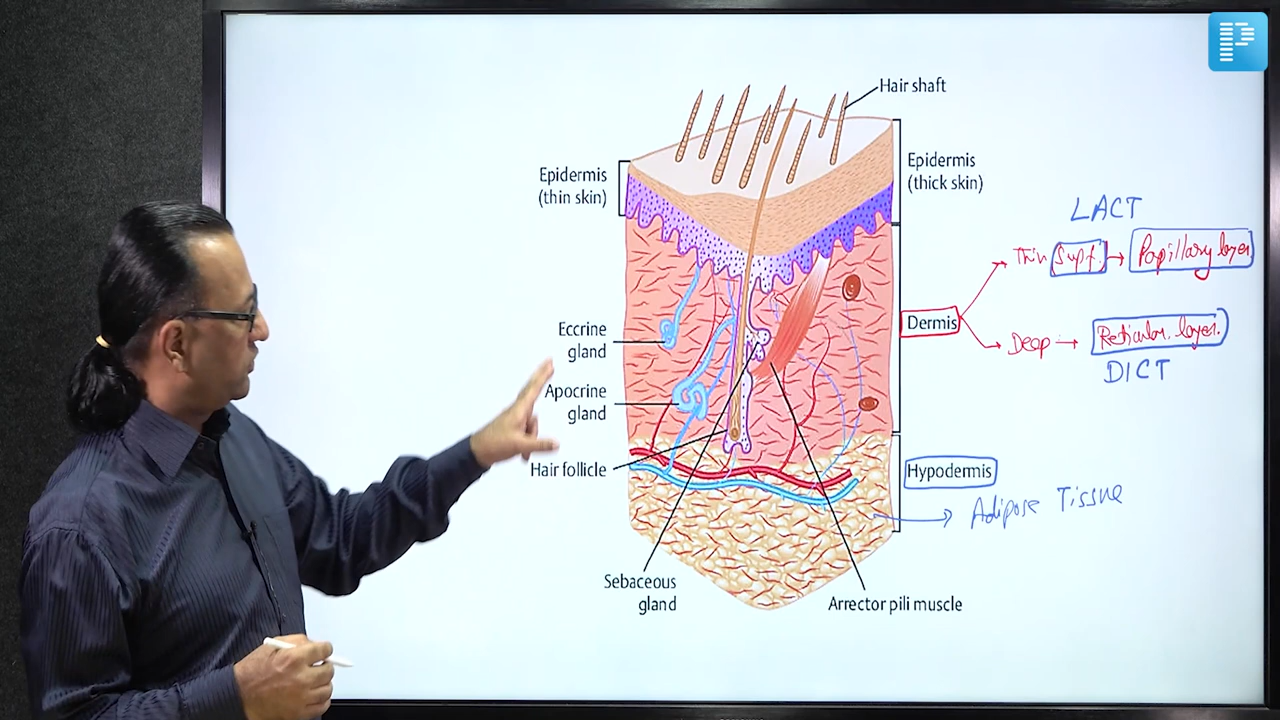 Hair shaft
Epidermis
(thin skin)
Epidermis
(thick skin)
LACT
Thin Supf. → Papillary layer
Eccrine
gland
Dermis
Deep → Reticular layer.
DICT
Apocrine
gland
Hair follicle
Hypodermis
Adipose Tissue
Sebaceous
gland
Arrector pili muscle